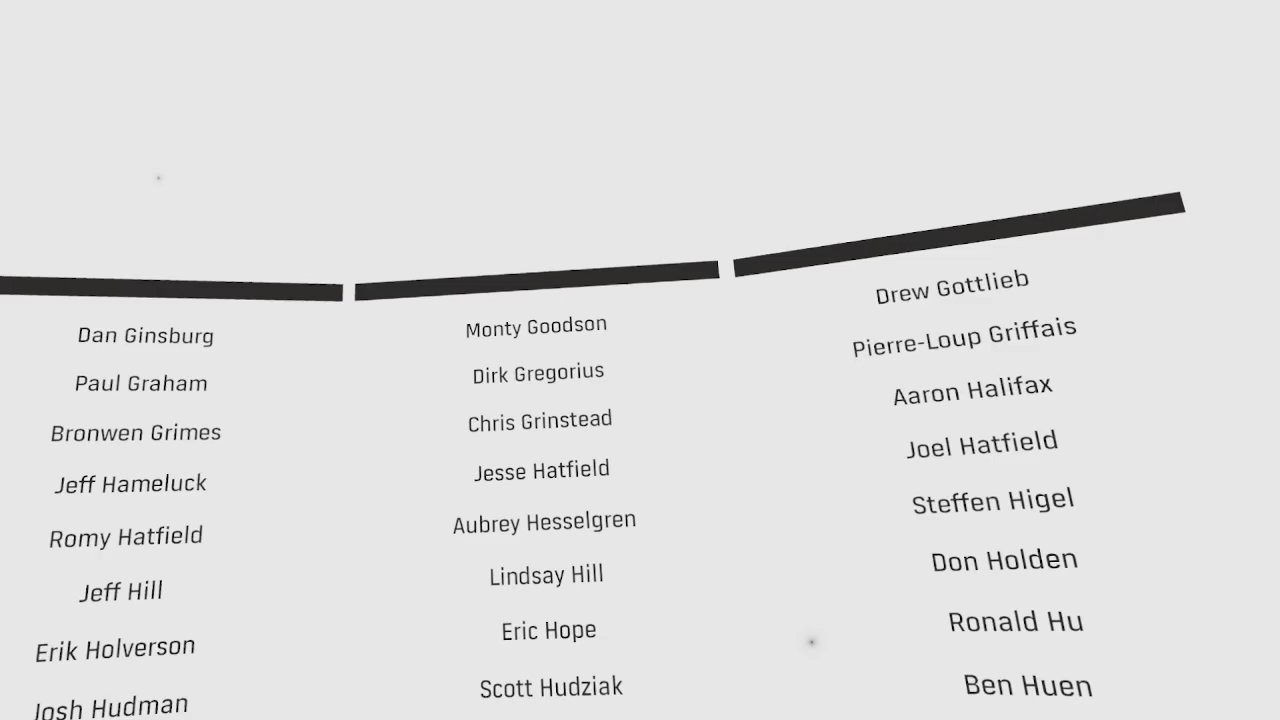 Dan Ginsburg
Paul Graham
Bronwen Grimes
Jeff Hameluck
Romy Hatfield
Jeff Hill
Erik Holverson
Josh Hudman
Monty Goodson
Dirk Gregorius
Chris Grinstead
Jesse Hatfield
Aubrey Hesselgren
Lindsay Hill
Eric Hope
Scott Hudziak
Drew Gottlieb
Pierre-Loup Griffais
Aaron Halifax
Joel Hatfield
Steffen Higel
Don Holden
Ronald Hu
Ben Huen